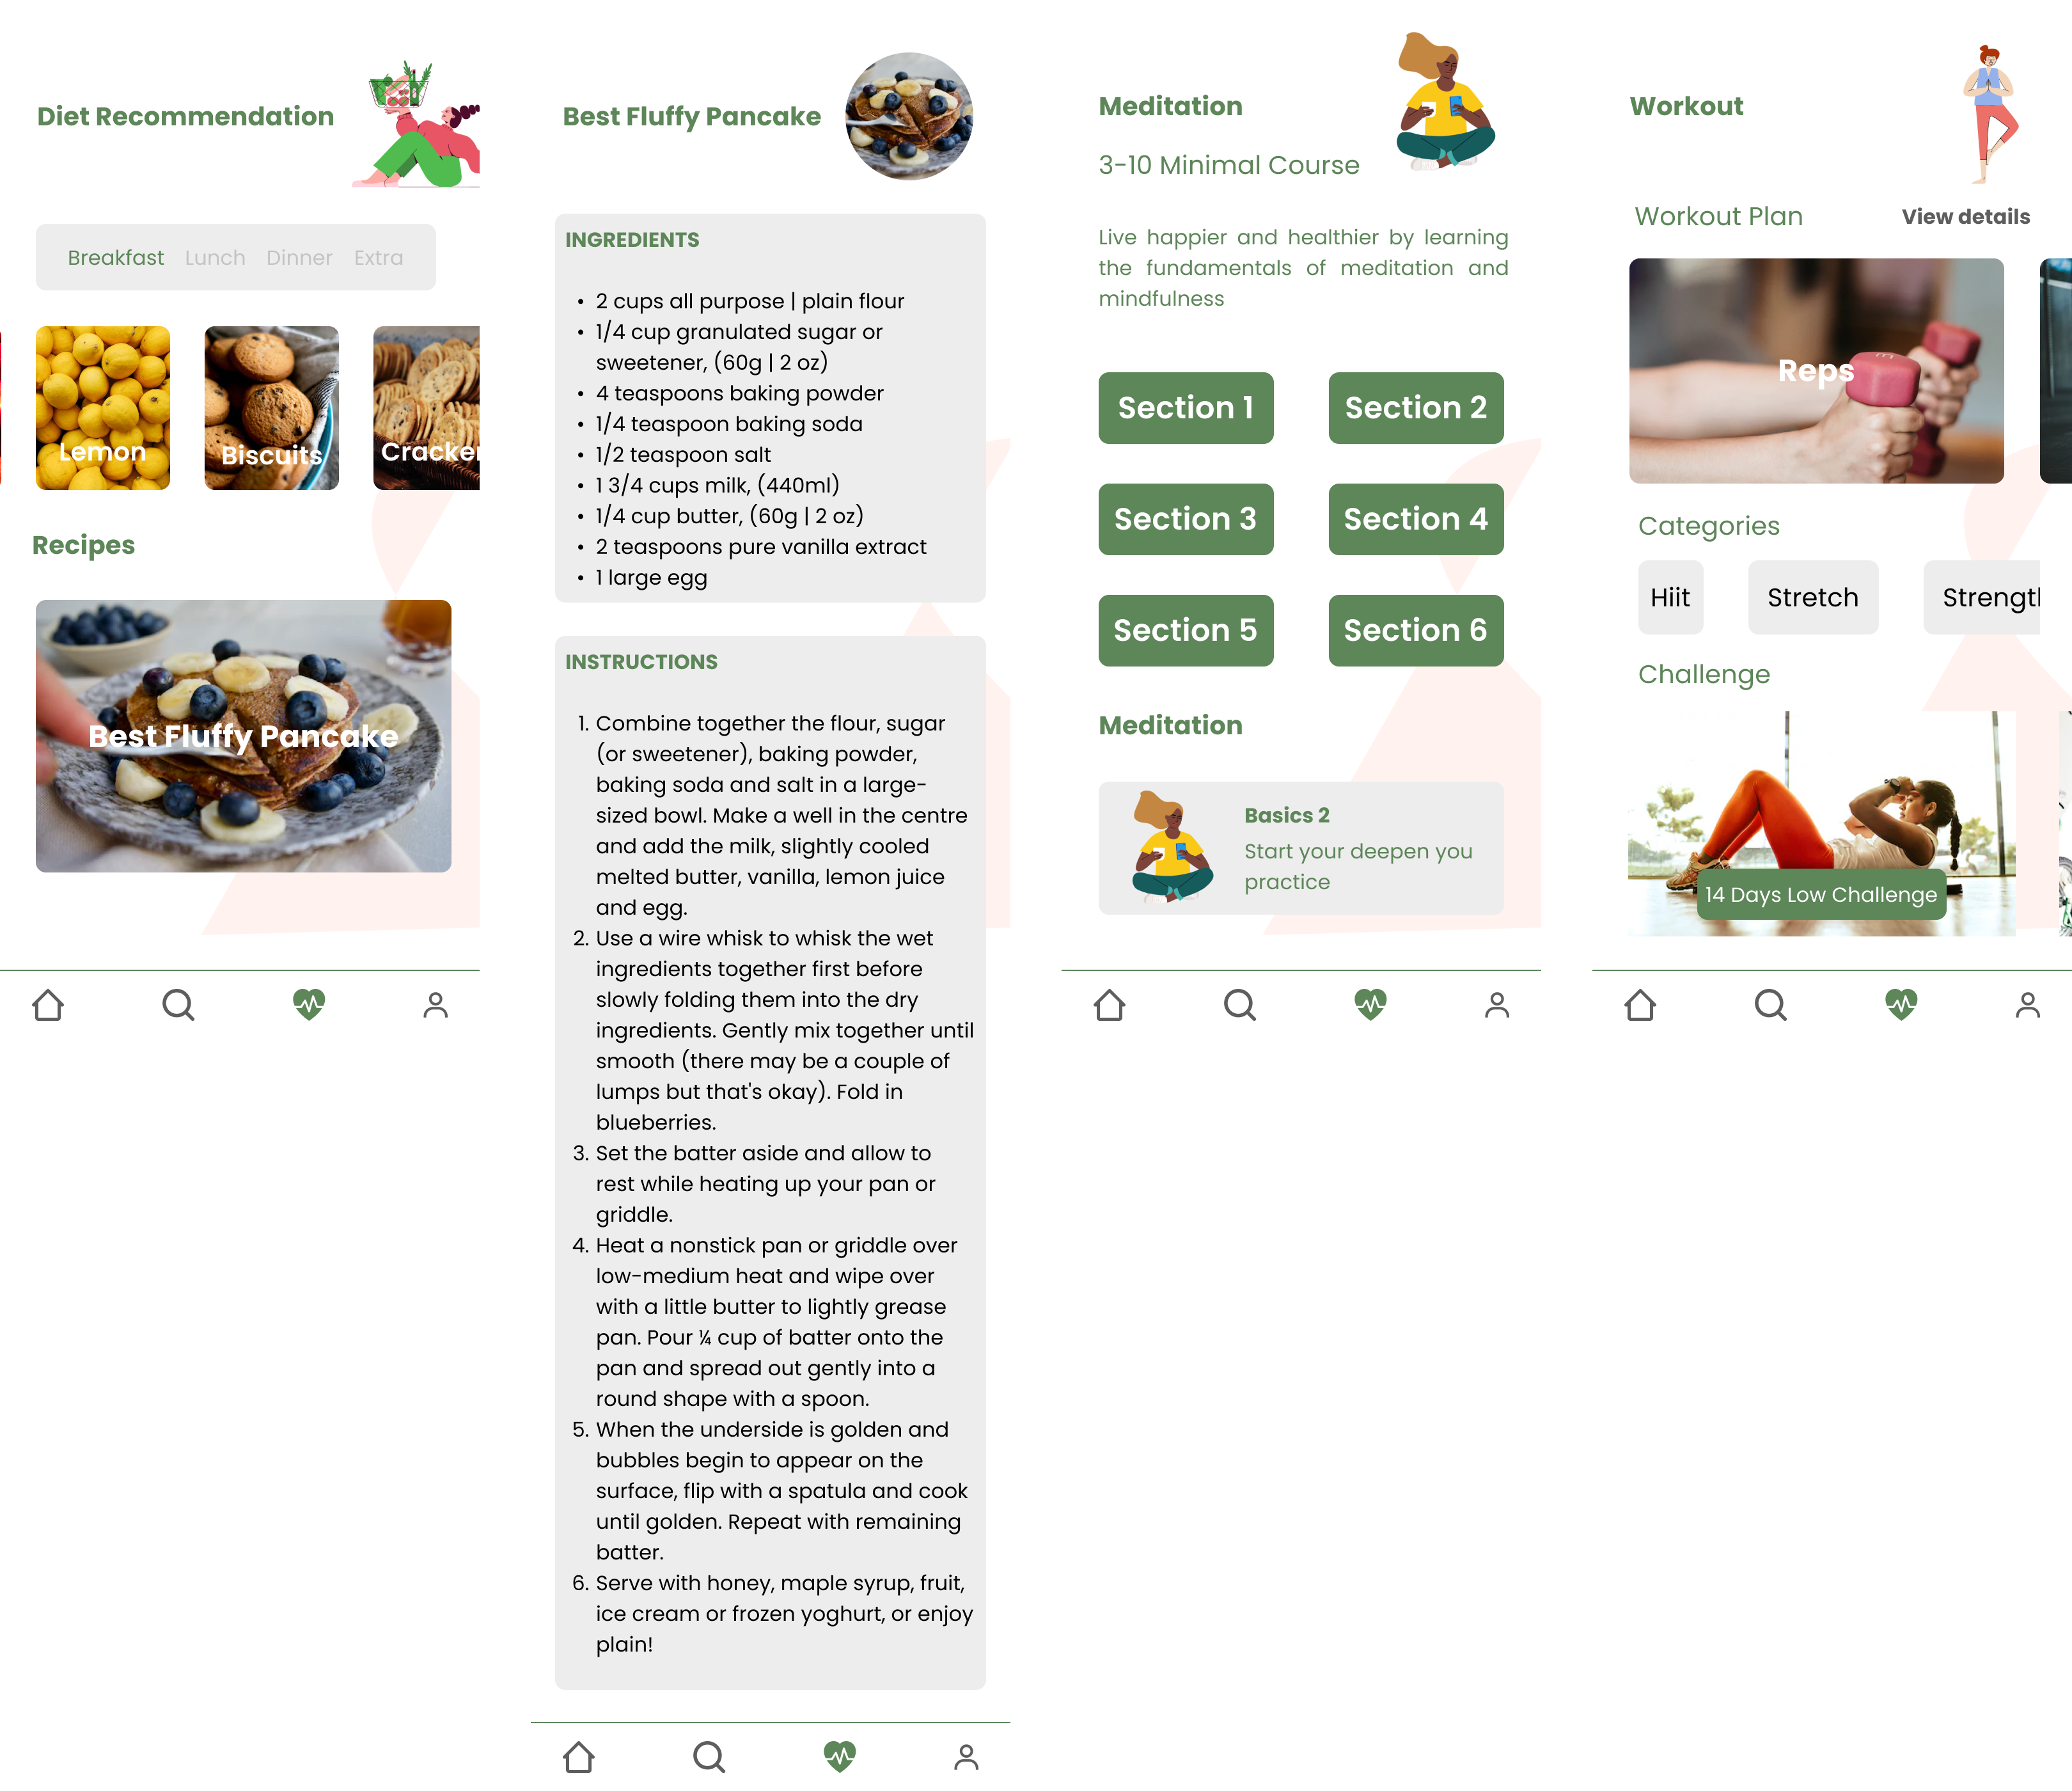 Diet Recommendation
Breakfast Lunch Dinner Extra
Lemon
Biscuits
Cracker
Recipes
Best Fluffy Pancake
Best Fluffy Pancake
INGREDIENTS
• 2 cups all purpose | plain flour
• 1/4 cup granulated sugar or
sweetener, (60g | 2 oz)
• 4 teaspoons baking powder
• 1/4 teaspoon baking soda
• 1/2 teaspoon salt
• 1 3/4 cups milk, (440ml)
• 1/4 cup butter, (60g | 2 oz)
• 2 teaspoons pure vanilla extract
• 1 large egg
INSTRUCTIONS
1. Combine together the flour, sugar
(or sweetener), baking powder,
baking soda and salt in a large-
sized bowl. Make a well in the centre
and add the milk, slightly cooled
melted butter, vanilla, lemon juice
and egg.
2. Use a wire whisk to whisk the wet
ingredients together first before
slowly folding them into the dry
ingredients. Gently mix together until
smooth (there may be a couple of
lumps but that's okay). Fold in
blueberries.
3. Set the batter aside and allow to
rest while heating up your pan or
griddle.
4. Heat a nonstick pan or griddle over
low-medium heat and wipe over
with a little butter to lightly grease
pan. Pour ¼ cup of batter onto the
pan and spread out gently into a
round shape with a spoon.
5. When the underside is golden and
bubbles begin to appear on the
surface, flip with a spatula and cook
until golden. Repeat with remaining
batter.
6. Serve with honey, maple syrup, fruit,
ice cream or frozen yoghurt, or enjoy
plain!
Meditation
3-10 Minimal Course
Live happier and healthier by learning
the fundamentals of meditation and
mindfulness
Section 1
Section 2
Section 3
Section 4
Section 5
Section 6
Meditation
Basics 2
Start your deepen you
practice
Workout
Workout Plan
View details
Reps
Categories
Hiit
Stretch
Strengtl
Challenge
14 Days Low Challenge